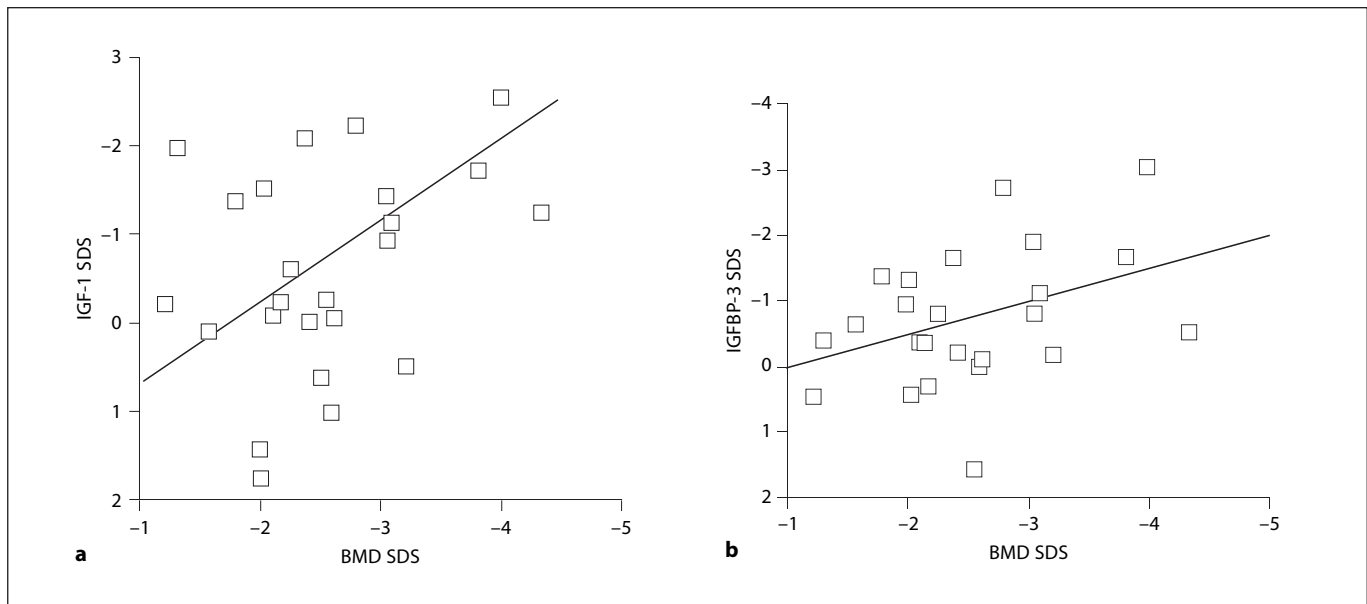 3
–2
–1
0
1
2
IGF-1 SDS
–1 –2 –3 –4 –5
BMD SDS
a
–4
–3
–2
–1
0
1
2
IGFBP-3 SDS
–1 –2 –3 –4 –5
BMD SDS
b